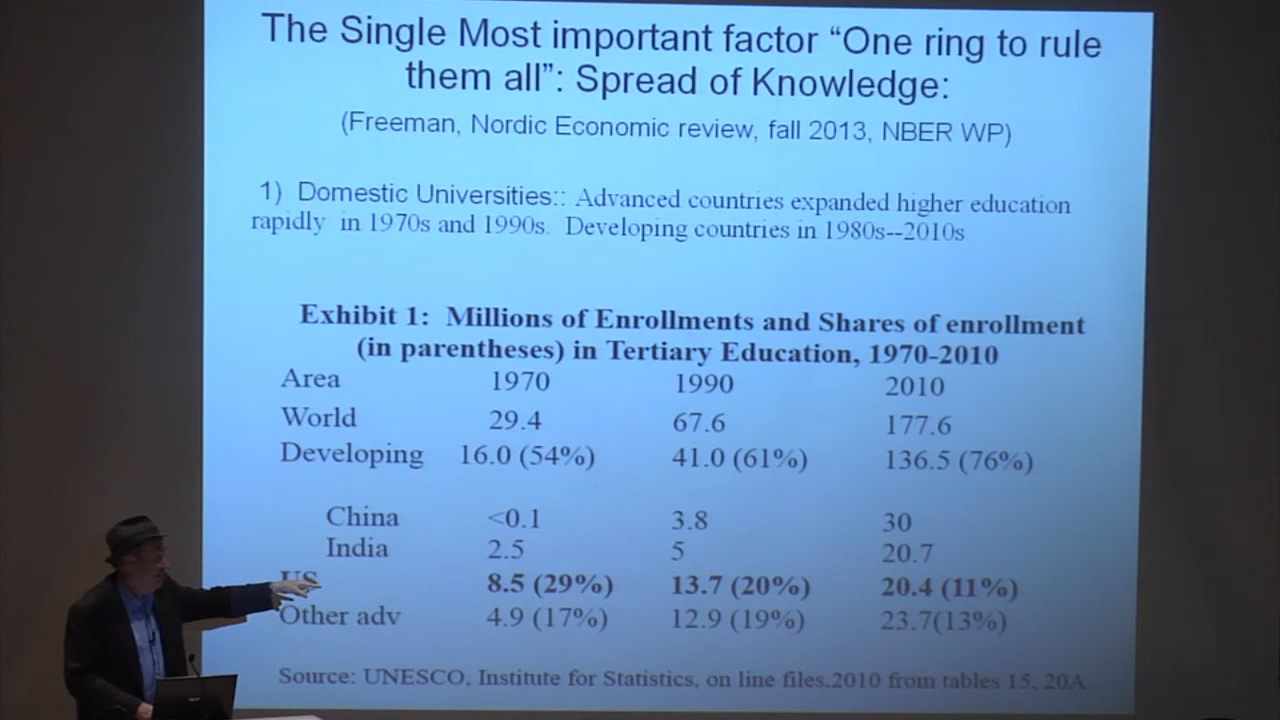 The Single Most important factor “One ring to rule
them all”: Spread of Knowledge:
(Freeman, Nordic Economic review, fall 2013, NBER WP)
1) Domestic Universities:: Advanced countries expanded higher education
rapidly in 1970s and 1990s. Developing countries in 1980s--2010s
Exhibit 1: Millions of Enrollments and Shares of enrollment
(in parentheses) in Tertiary Education, 1970-2010
Area 1970 1990 2010
World 29.4 67.6 177.6
Developing 16.0 (54%) 41.0 (61%) 136.5 (76%)
China <0.1 3.8 30
India 2.5 5 20.7
US 8.5 (29%) 13.7 (20%) 20.4 (11%)
Other adv 4.9 (17%) 12.9 (19%) 23.7(13%)
Source: UNESCO, Institute for Statistics, on line files,2010 from tables 15, 20A